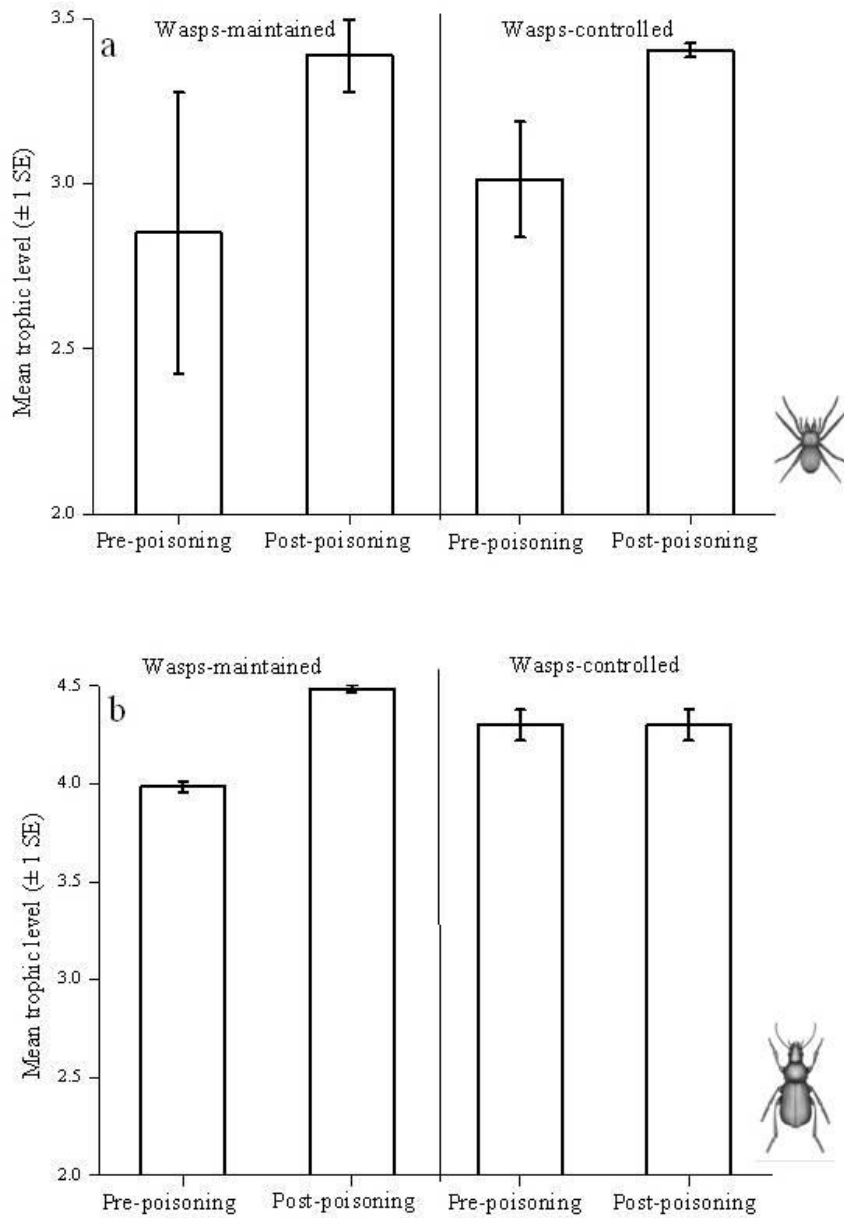 3.5
Wasps-maintained
Wasps-controlled
a
3.0
2.5
2.0
Mean trophic level (± 1 SE)
Pre-poisoning
Post-poisoning
Pre-poisoning
Post-poisoning
Wasps-maintained
Wasps-controlled
4.5
b
4.0
3.5
3.0
2.5
2.0
Mean trophic level (± 1 SE)
Pre-poisoning
Post-poisoning
Pre-poisoning
Post-poisoning